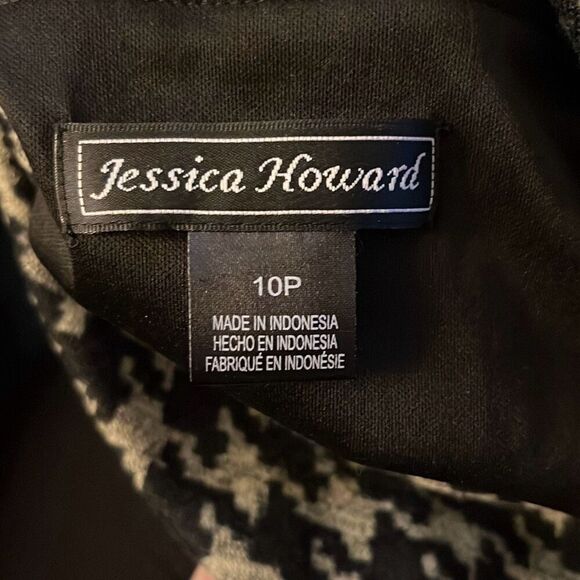 Jessica Howard
10P
MADE IN INDONESIA
HECHO EN INDONESIA
FABRIQUÉ EN INDONÉSIE